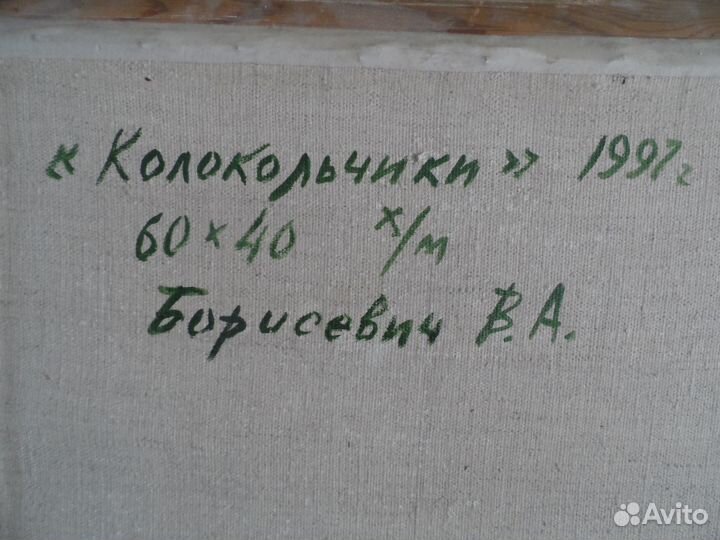 «Колокольчики» 1997г
60×40 х/м
Борисевич В.А.
Avito